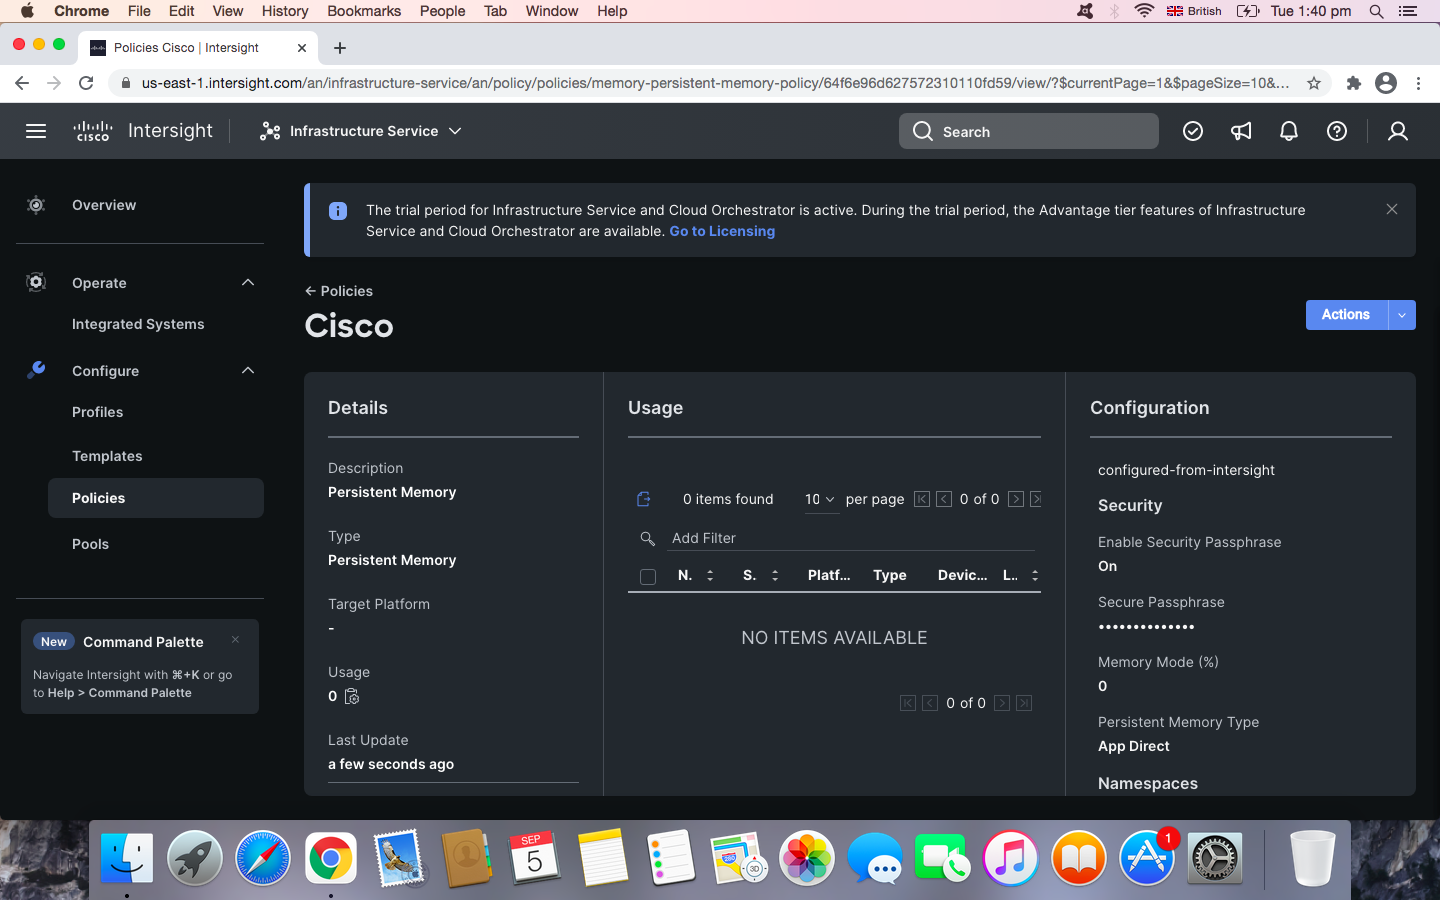 Chrome File Edit View History Bookmarks People Tab Window Help British Tue 1:40 pm
Policies Cisco | Intersight
us-east-1.intersight.com/an/infrastructure-service/an/policy/policies/memory-persistent-memory-policy/64f6e96d627572310110fd59/view/?$currentPage=1&$pageSize=10&...
cisco Intersight Infrastructure Service Search
Overview
Operate
Integrated Systems
Configure
Profiles
Templates
Policies
Pools
New Command Palette
Navigate Intersight with ⌘+K or go
to Help > Command Palette
The trial period for Infrastructure Service and Cloud Orchestrator is active. During the trial period, the Advantage tier features of Infrastructure
Service and Cloud Orchestrator are available. Go to Licensing
← Policies
Cisco
Actions
Details
Description
Persistent Memory
Type
Persistent Memory
Target Platform
-
Usage
0
Last Update
a few seconds ago
Usage
0 items found 10 per page 0 of 0
Add Filter
N. S. Platf... Type Devic... L..
NO ITEMS AVAILABLE
0 of 0
Configuration
configured-from-intersight
Security
Enable Security Passphrase
On
Secure Passphrase
••••••••••••••
Memory Mode (%)
0
Persistent Memory Type
App Direct
Namespaces
SEP
5
280
3D
1